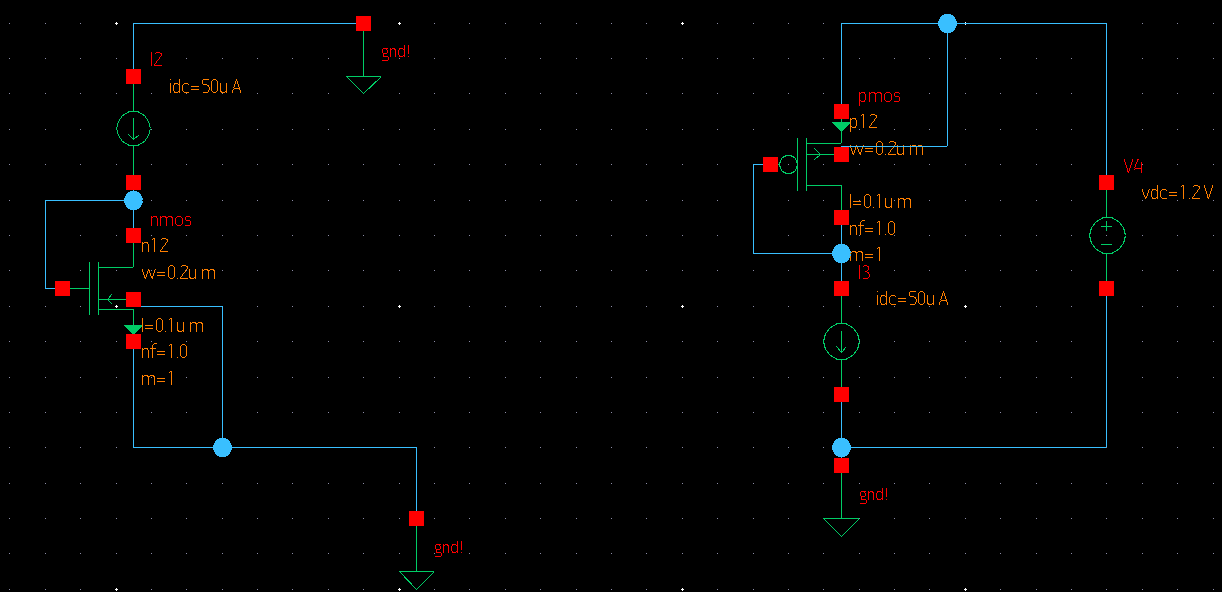 I2
idc=50u A
gnd!
nmos
n12
w=0.2u m
l=0.1u m
nf=1.0
m=1
gnd!
pmos
p12
w=0.2u m
l=0.1u m
nf=1.0
m=1
I3
idc=50u A
gnd!
V4
vdc=1.2 V